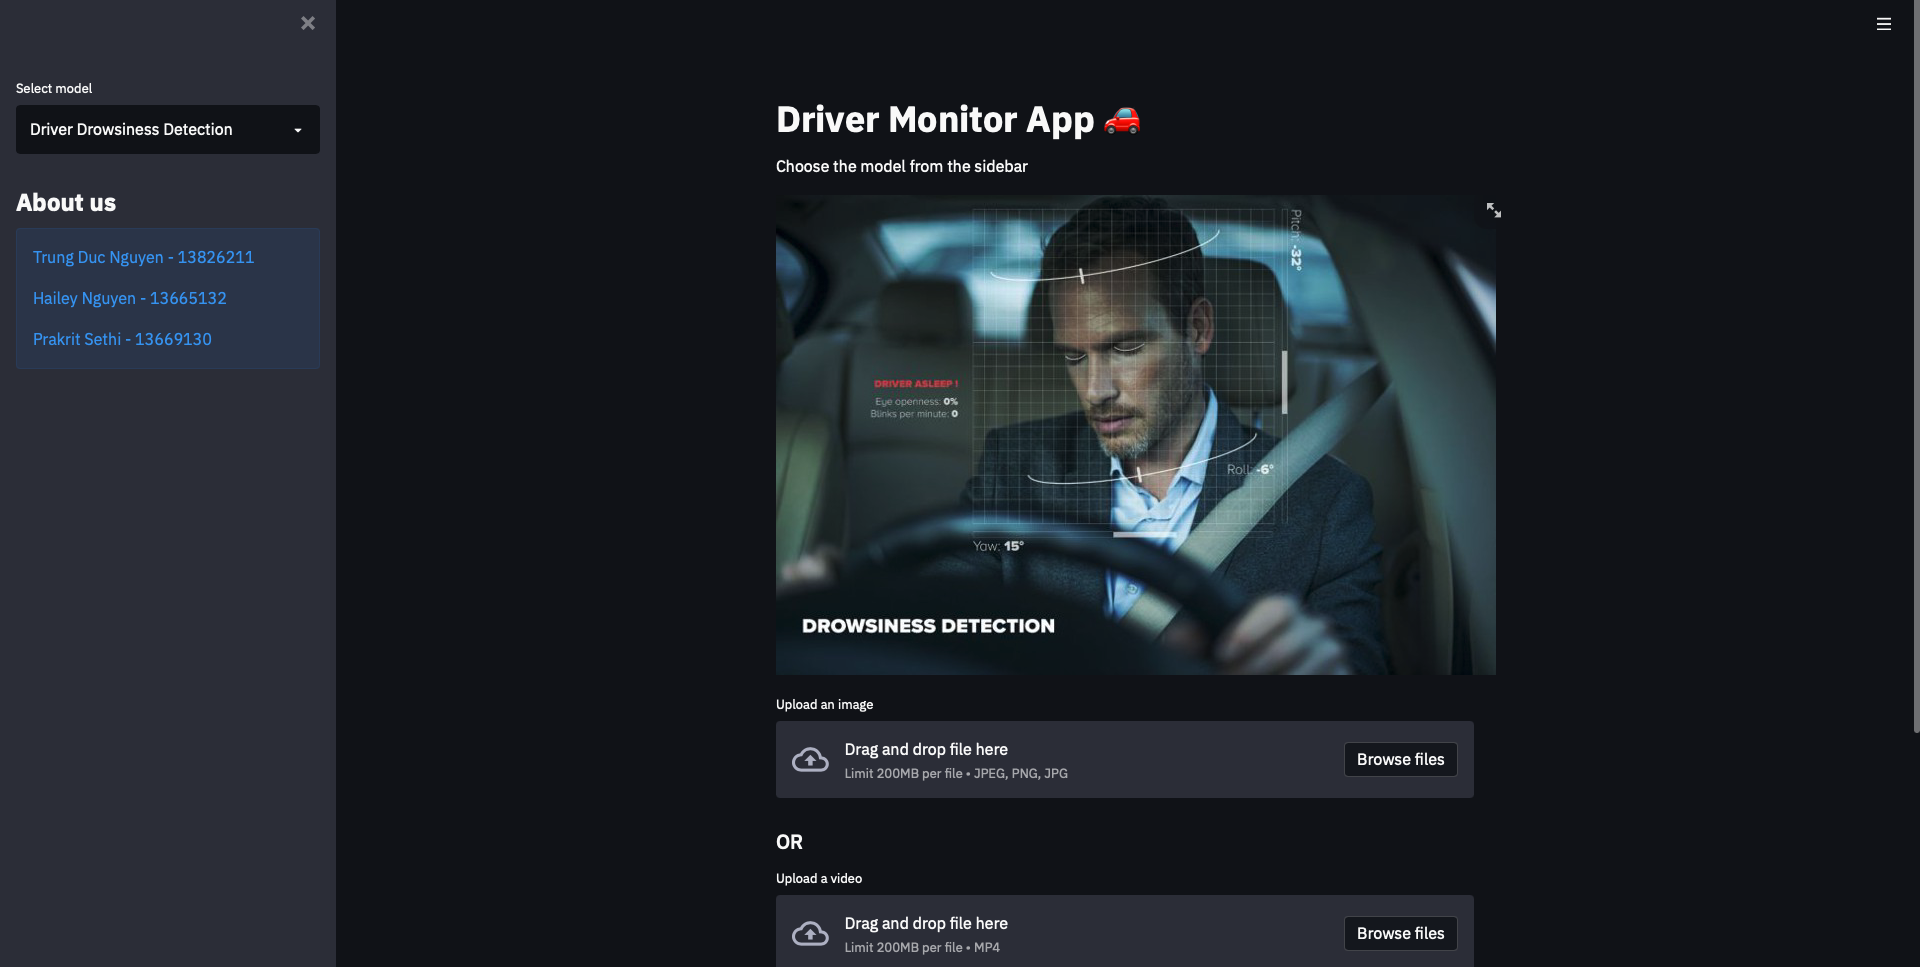 Select model
Driver Drowsiness Detection
About us
Trung Duc Nguyen - 13826211
Hailey Nguyen - 13665132
Prakrit Sethi - 13669130
Driver Monitor App 🚗
Choose the model from the sidebar
Pitch: -32°
DRIVER ASLEEP !
Eye openness: 0%
Blinks per minute: 0
Roll: -6°
Yaw: 15°
DROWSINESS DETECTION
Upload an image
Drag and drop file here
Limit 200MB per file • JPEG, PNG, JPG
Browse files
OR
Upload a video
Drag and drop file here
Limit 200MB per file • MP4
Browse files